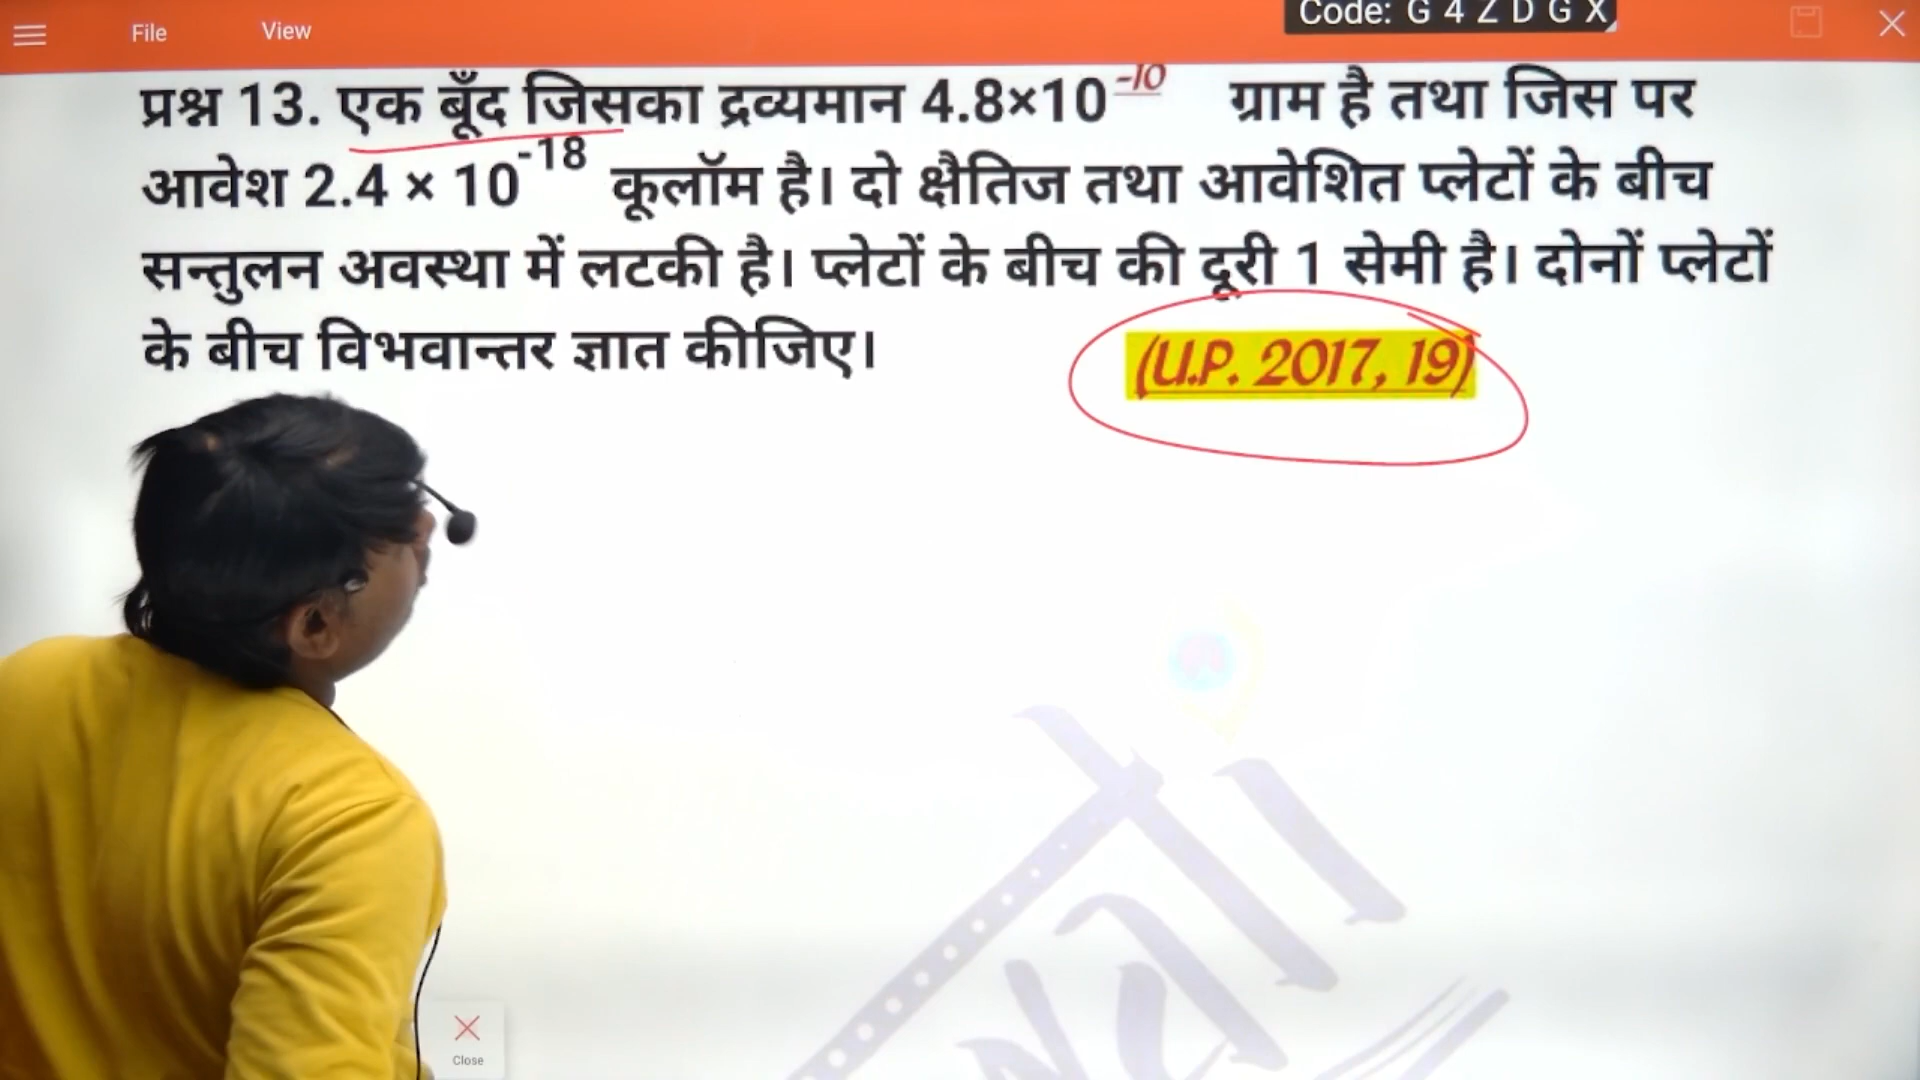 Code: G 4 Z D G X
File View
प्रश्न 13. एक बूँद जिसका द्रव्यमान 4.8×10⁻¹⁰ ग्राम है तथा जिस पर
आवेश 2.4 × 10⁻¹⁸ कूलॉम है। दो क्षैतिज तथा आवेशित प्लेटों के बीच
सन्तुलन अवस्था में लटकी है। प्लेटों के बीच की दूरी 1 सेमी है। दोनों प्लेटों
के बीच विभवान्तर ज्ञात कीजिए। (U.P. 2017, 19)
Close